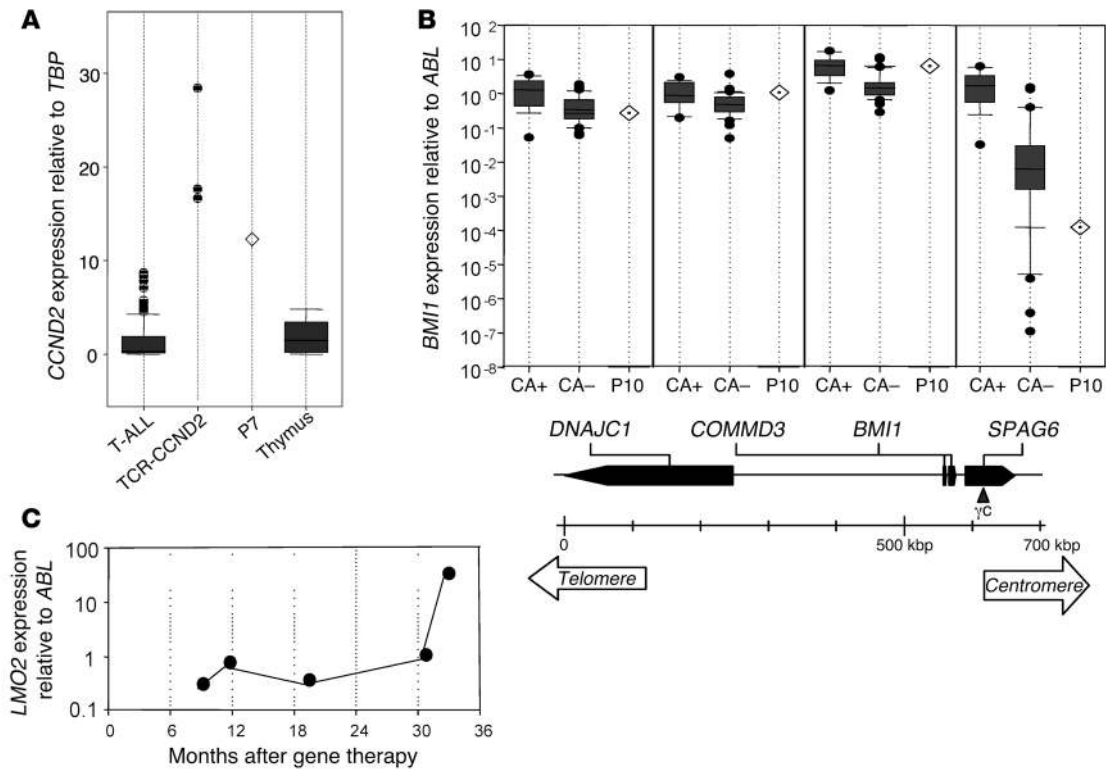 A
CCND2 expression relative to TBP
30
20
10
0
T-ALL
TCR-CCND2
P7
Thymus
B
BMI1 expression relative to ABL
10 2
10 0
10 -1
10 -2
10 -3
10 -4
10 -5
10 -6
10 -7
10 -8
CA+ CA– P10 CA+ CA– P10 CA+ CA– P10 CA+ CA– P10
DNAJC1 COMMD3 BMI1 SPAG6
γc
0 500 kbp 700 kbp
Telomere Centromere
C
LMO2 expression
relative to ABL
100
10
1
0.1
0 6 12 18 24 30 36
Months after gene therapy